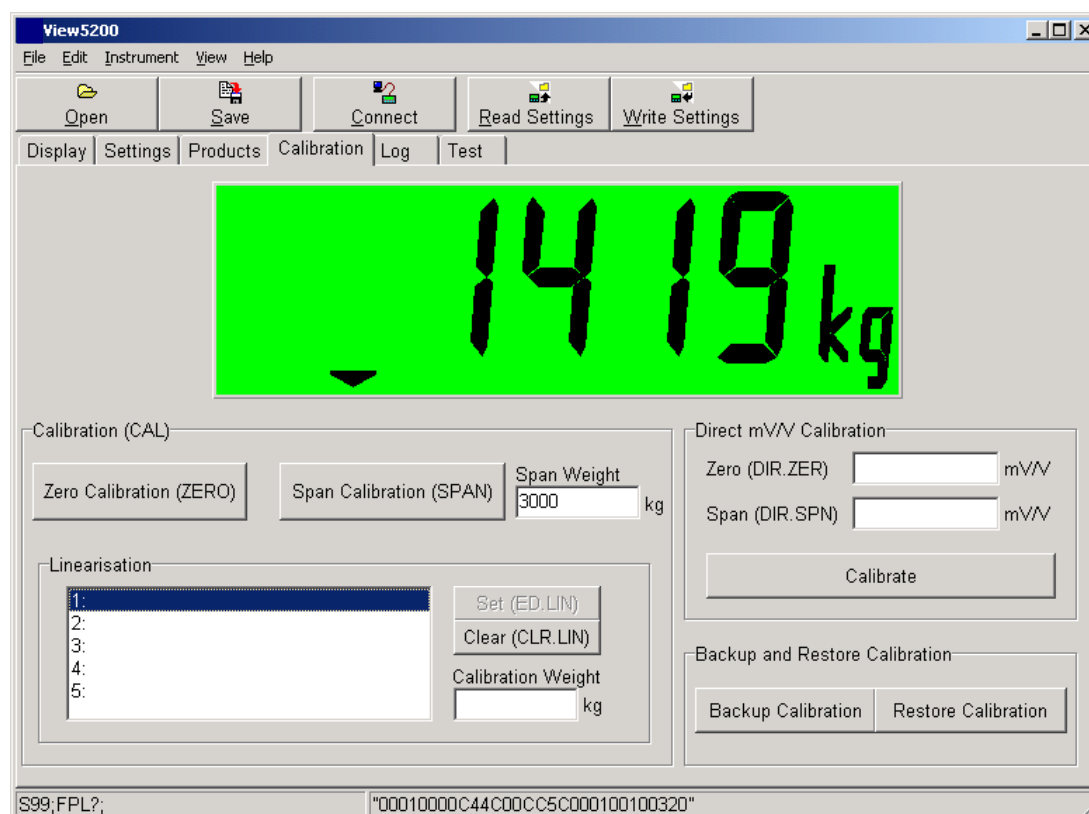 View5200
File Edit Instrument View Help
Open Save Connect Read Settings Write Settings
Display Settings Products Calibration Log Test
1419 kg
Calibration (CAL)
Zero Calibration (ZERO) Span Calibration (SPAN) Span Weight
3000 kg
Linearisation
1:
2:
3:
4:
5:
Set (ED.LIN)
Clear (CLR.LIN)
Calibration Weight
kg
Direct mV/V Calibration
Zero (DIR.ZER) mV/V
Span (DIR.SPN) mV/V
Calibrate
Backup and Restore Calibration
Backup Calibration Restore Calibration
S99;FPL?; "00010000C44C00CC5C000100100320"